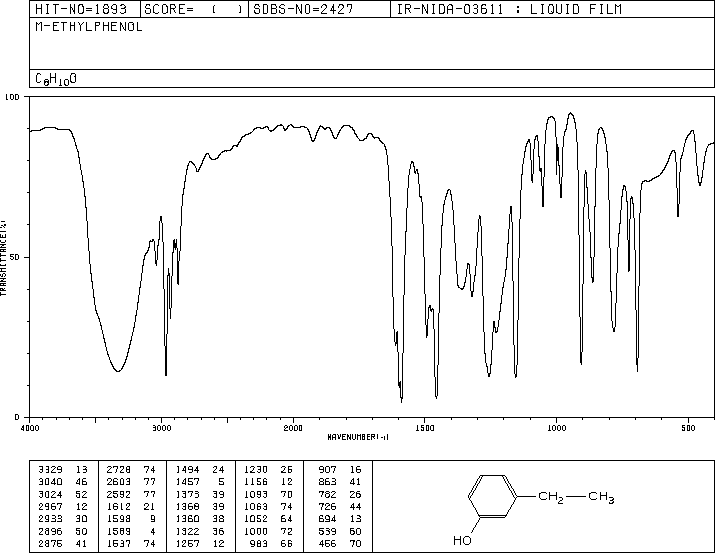 HIT-NO=1893 SCORE= ( ) SDBS-NO=2427 IR-NIDA-03611 : LIQUID FILM
M-ETHYLPHENOL
C8H10O
100
50
0
TRANSMITTANCE(%)
4000 3000 2000 1500 1000 500
WAVENUMBER(-1)
3329 13 2728 74 1494 24 1230 26 907 16
3040 46 2603 77 1457 5 1156 12 863 41
3024 52 2592 77 1373 39 1093 70 782 26
2967 12 1612 21 1368 39 1063 74 726 44
2933 30 1598 9 1360 38 1052 64 694 13
2896 50 1589 4 1322 36 1000 72 539 60
2875 41 1537 74 1257 12 983 66 456 70
CH2 CH3
HO